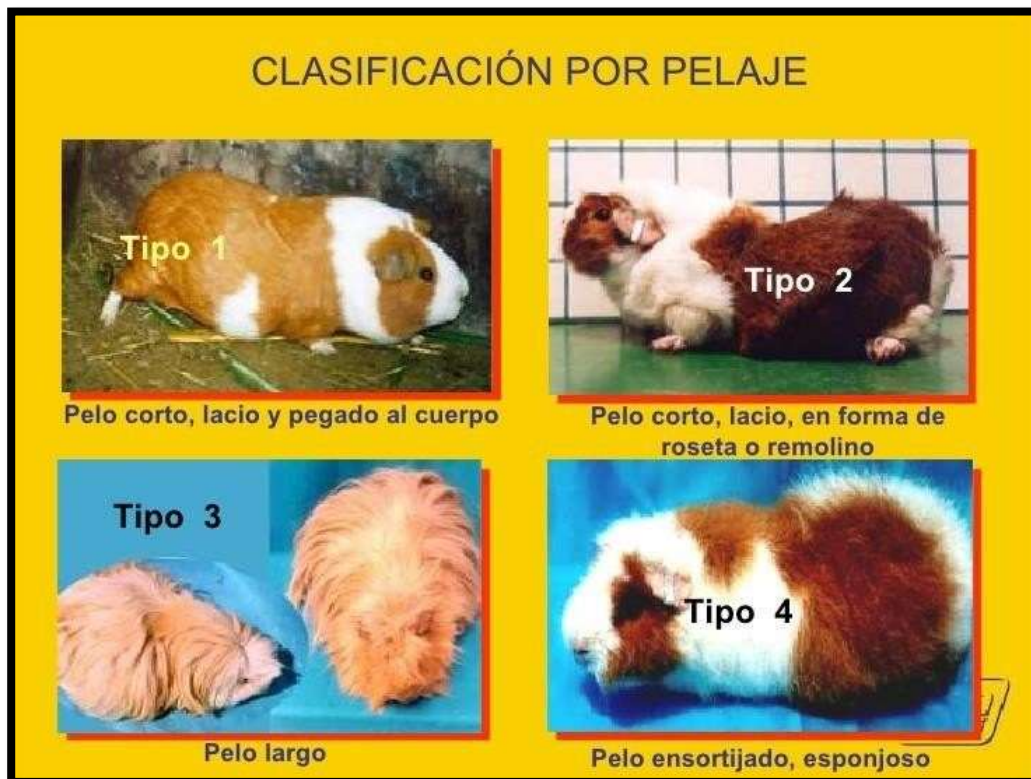 CLASIFICACIÓN POR PELAJE
Tipo 1
Tipo 2
Pelo corto, lacio y pegado al cuerpo
Pelo corto, lacio, en forma de
roseta o remolino
Tipo 3
Tipo 4
Pelo largo
Pelo ensortijado, esponjoso